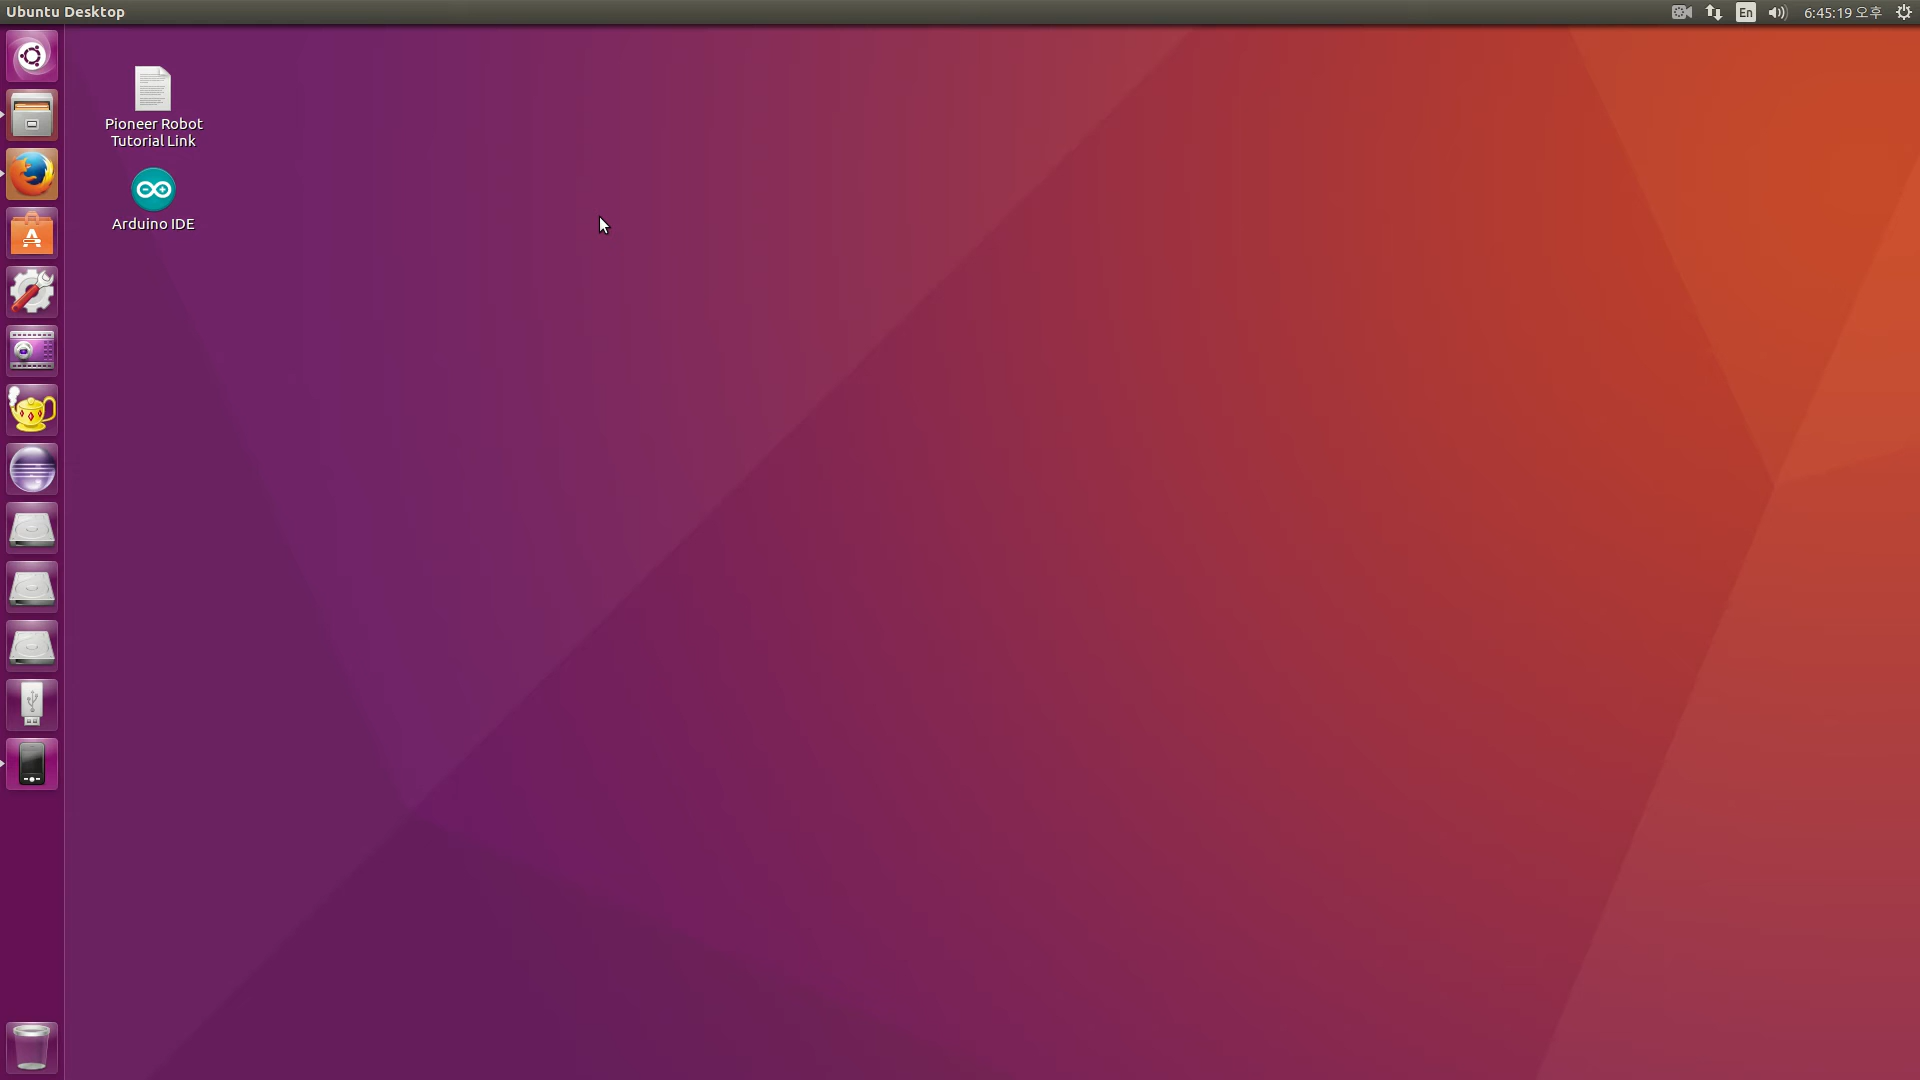 Ubuntu Desktop
En
6:45:19 오후
Pioneer Robot
Tutorial Link
Arduino IDE